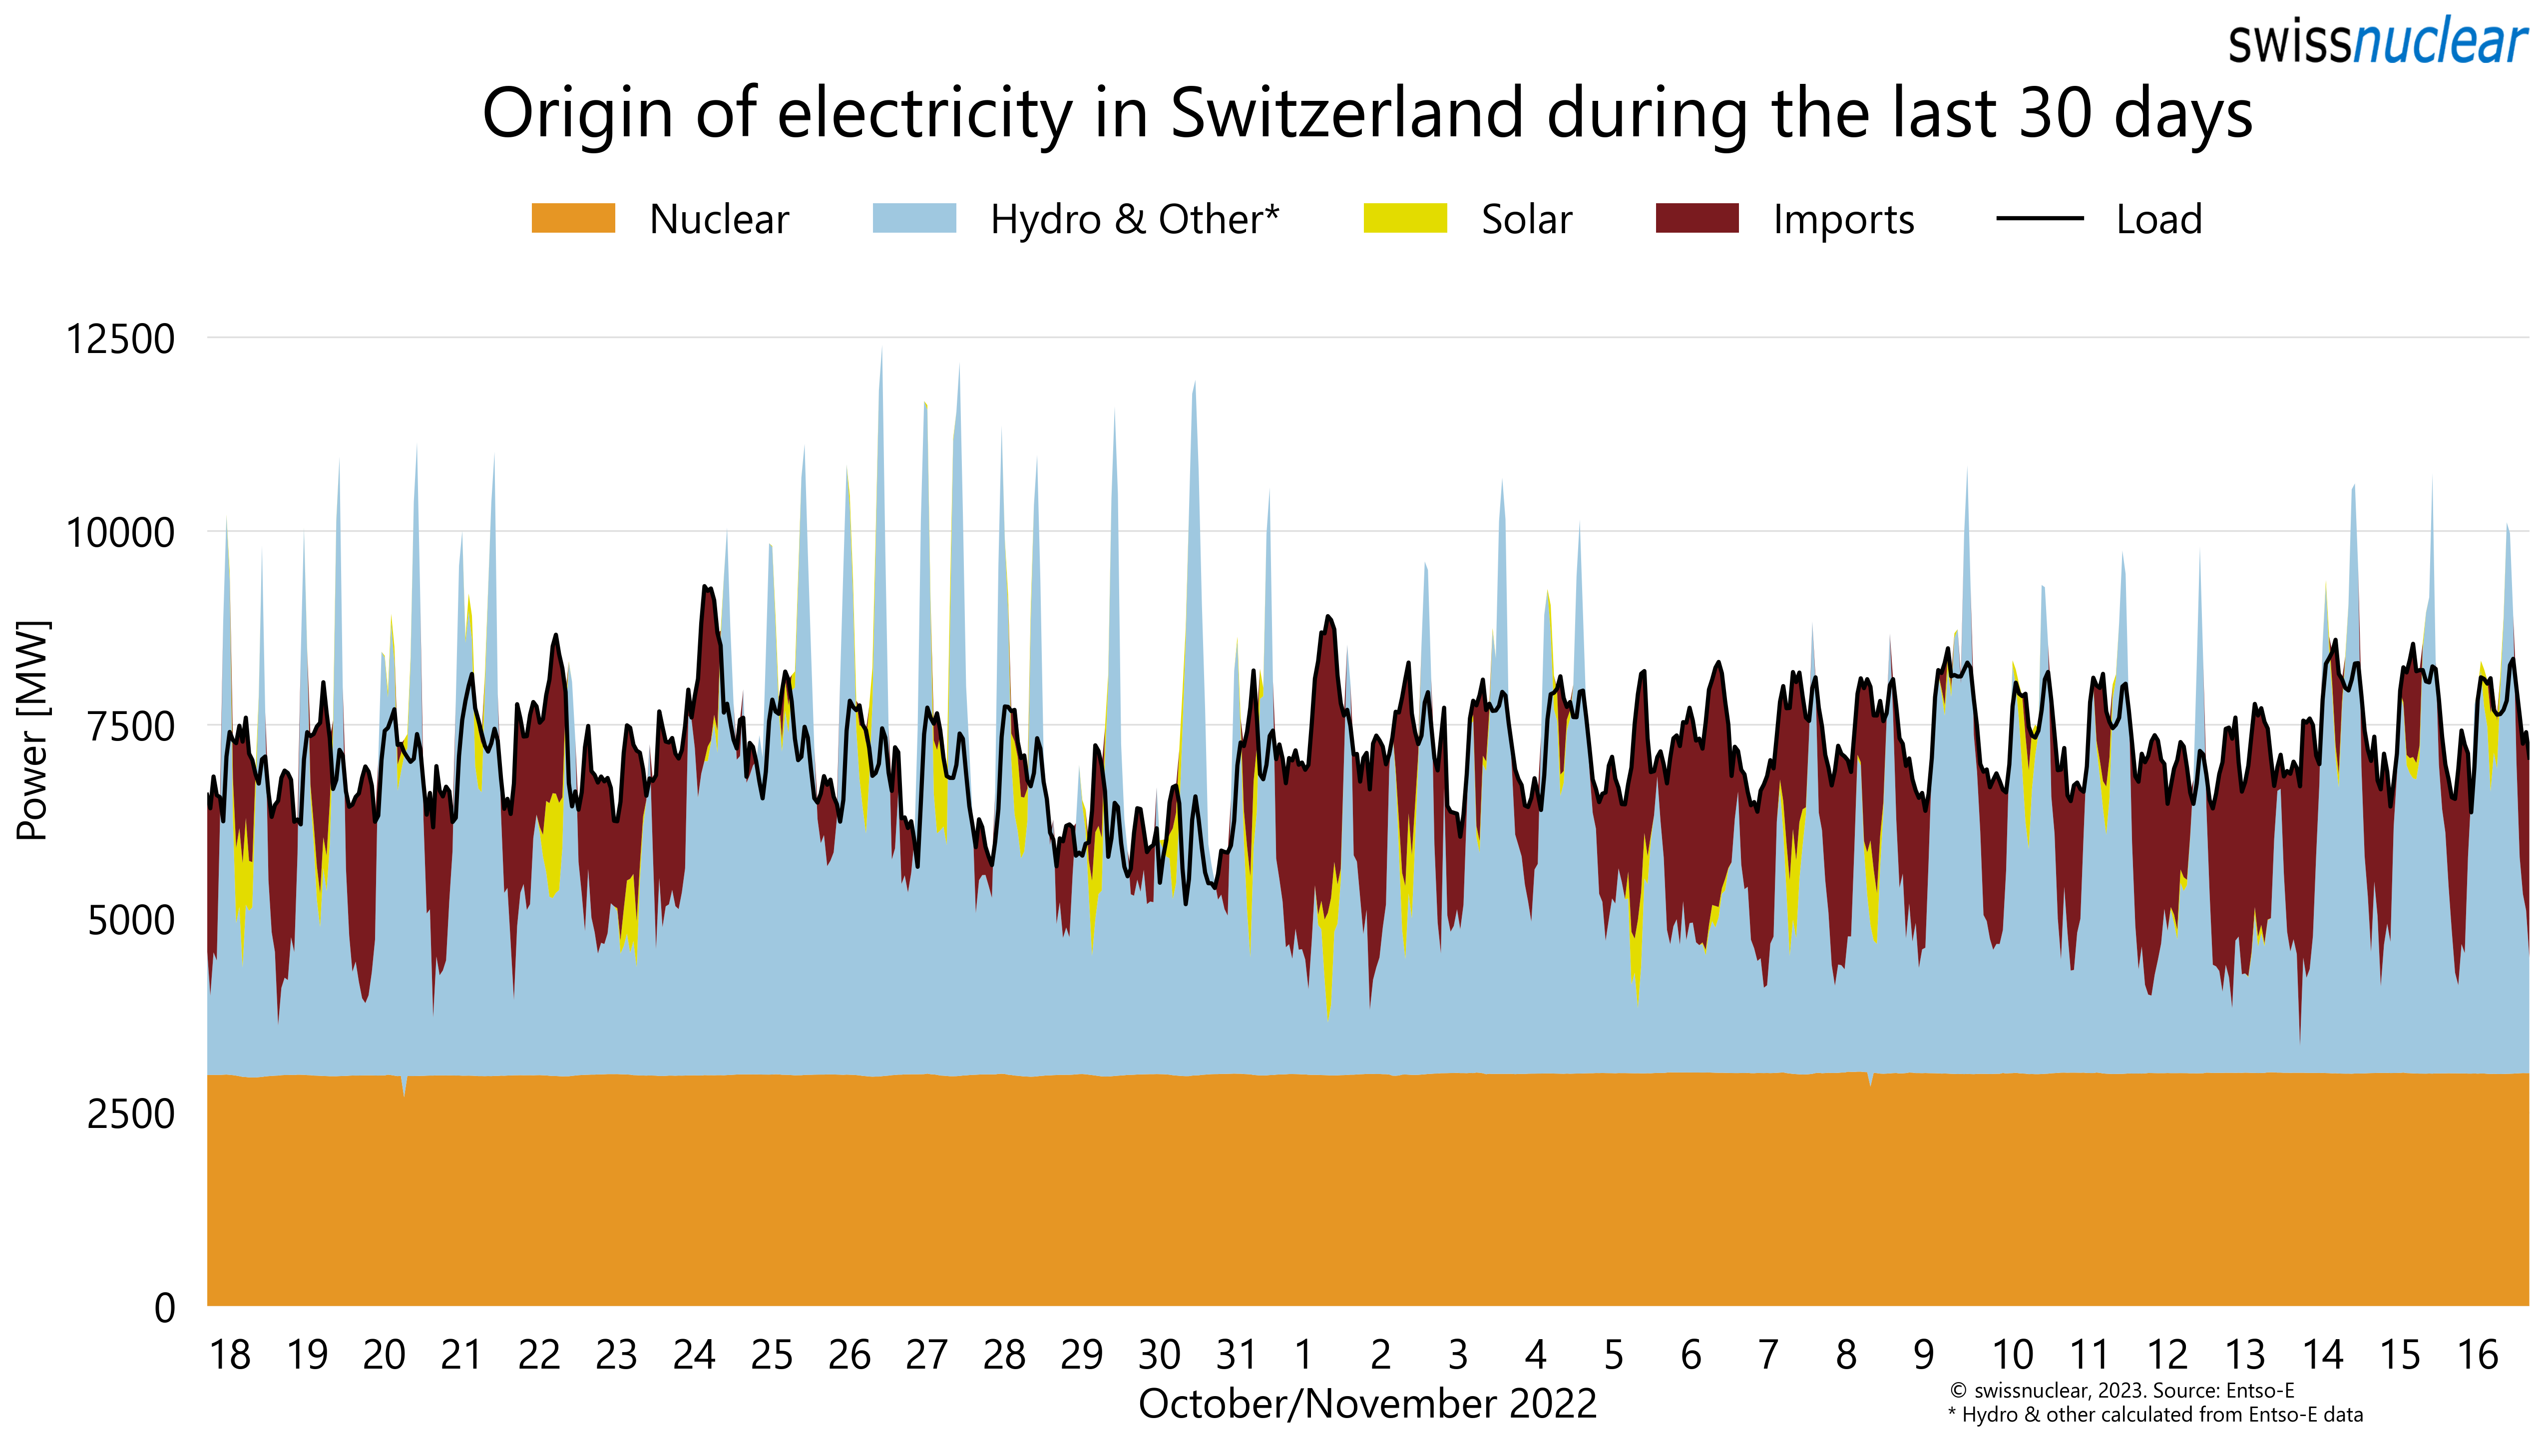 swissnuclear
Origin of electricity in Switzerland during the last 30 days
Nuclear Hydro & Other* Solar Imports Load
12500
10000
7500
5000
2500
0
Power [MW]
18 19 20 21 22 23 24 25 26 27 28 29 30 31 1 2 3 4 5 6 7 8 9 10 11 12 13 14 15 16
October/November 2022
© swissnuclear, 2023. Source: Entso-E
* Hydro & other calculated from Entso-E data